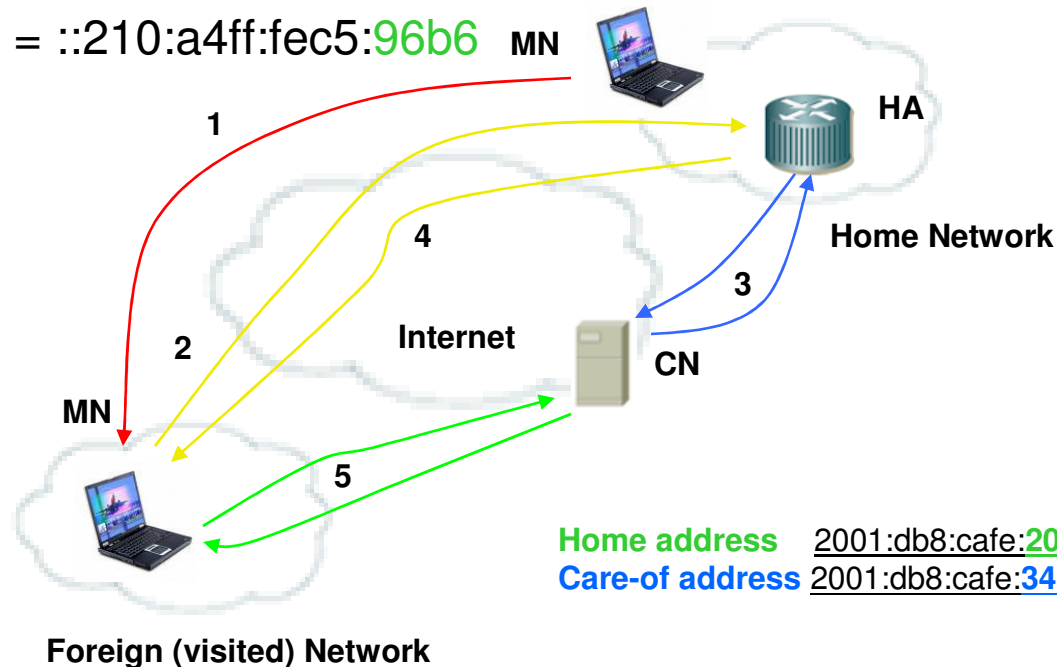 = ::210:a4ff:fec5:96b6
MN
HA
1
4
Home Network
3
2
Internet
CN
MN
5
Home address 2001:db8:cafe:20
Care-of address 2001:db8:cafe:34
Foreign (visited) Network